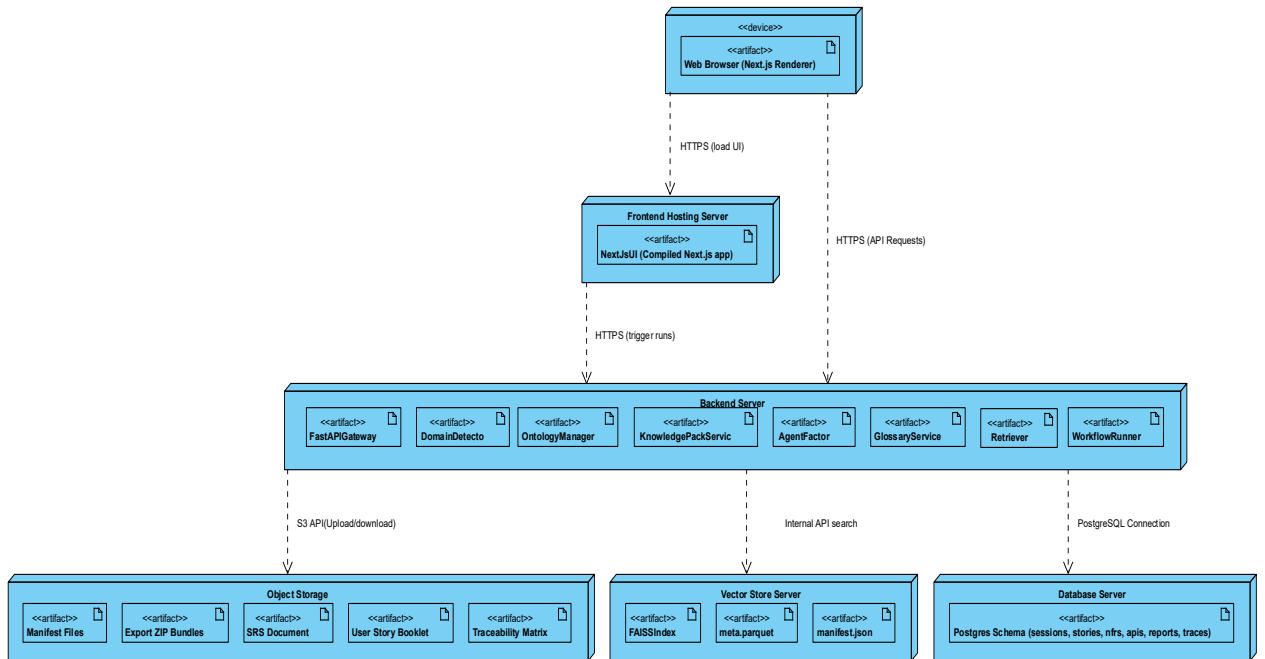 <<device>>
<<artifact>>
Web Browser (Next.js Renderer)
HTTPS (load UI)
Frontend Hosting Server
<<artifact>>
NextJsUI (Compiled Next.js app)
HTTPS (API Requests)
HTTPS (trigger runs)
Backend Server
<<artifact>>
FastAPIGateway
<<artifact>>
DomainDetecto
<<artifact>>
OntologyManager
<<artifact>>
KnowledgePackServic
<<artifact>>
AgentFactor
<<artifact>>
GlossaryService
<<artifact>>
Retriever
<<artifact>>
WorkflowRunner
S3 API(Upload/download)
Internal API search
PostgreSQL Connection
Object Storage
<<artifact>>
Manifest Files
<<artifact>>
Export ZIP Bundles
<<artifact>>
SRS Document
<<artifact>>
User Story Booklet
<<artifact>>
Traceability Matrix
Vector Store Server
<<artifact>>
FAISSIndex
<<artifact>>
meta.parquet
<<artifact>>
manifest.json
Database Server
<<artifact>>
Postgres Schema (sessions, stories, nfrs, apis, reports, traces)